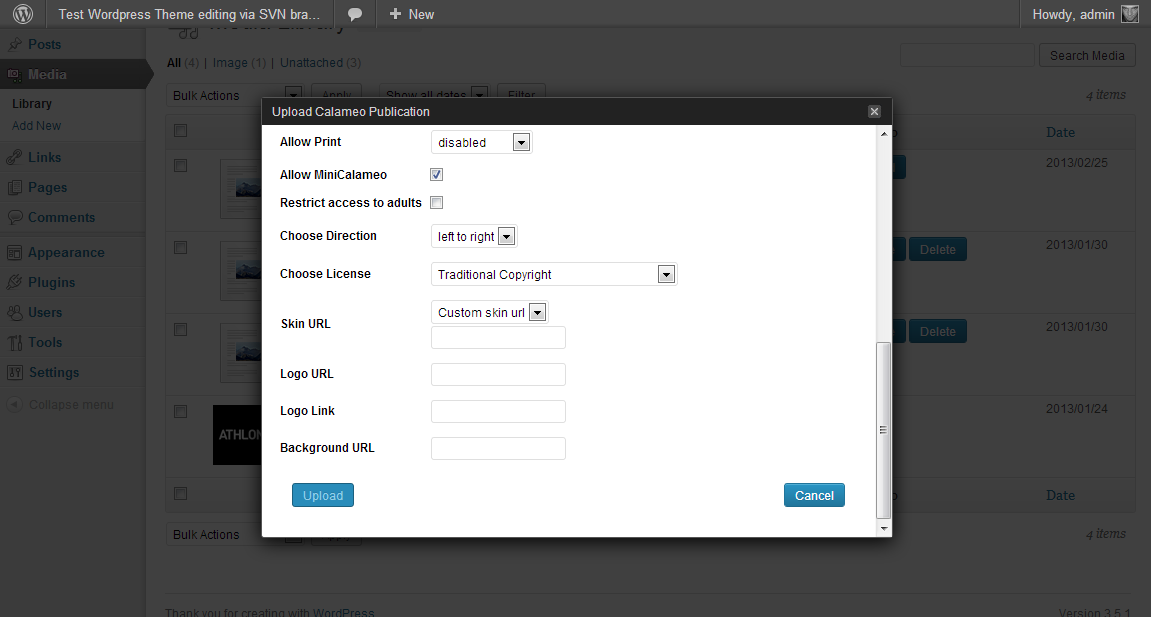 Test Wordpress Theme editing via SVN bra... New Howdy, admin
Posts
Media
Library
Add New
Links
Pages
Comments
Appearance
Plugins
Users
Tools
Settings
Collapse menu
Media Library
All (4) | Image (1) | Unattached (3)
Search Media
Bulk Actions Apply Show all dates Filter 4 items
Date
2013/02/25
2013/01/30
Delete
2013/01/30
Delete
2013/01/24
ATHLON
Date
Bulk Actions 4 items
Upload Calameo Publication
Allow Print disabled
Allow MiniCalameo
Restrict access to adults
Choose Direction left to right
Choose License Traditional Copyright
Skin URL Custom skin url
Logo URL
Logo Link
Background URL
Upload Cancel
Thank you for creating with WordPress. Version 3.5.1